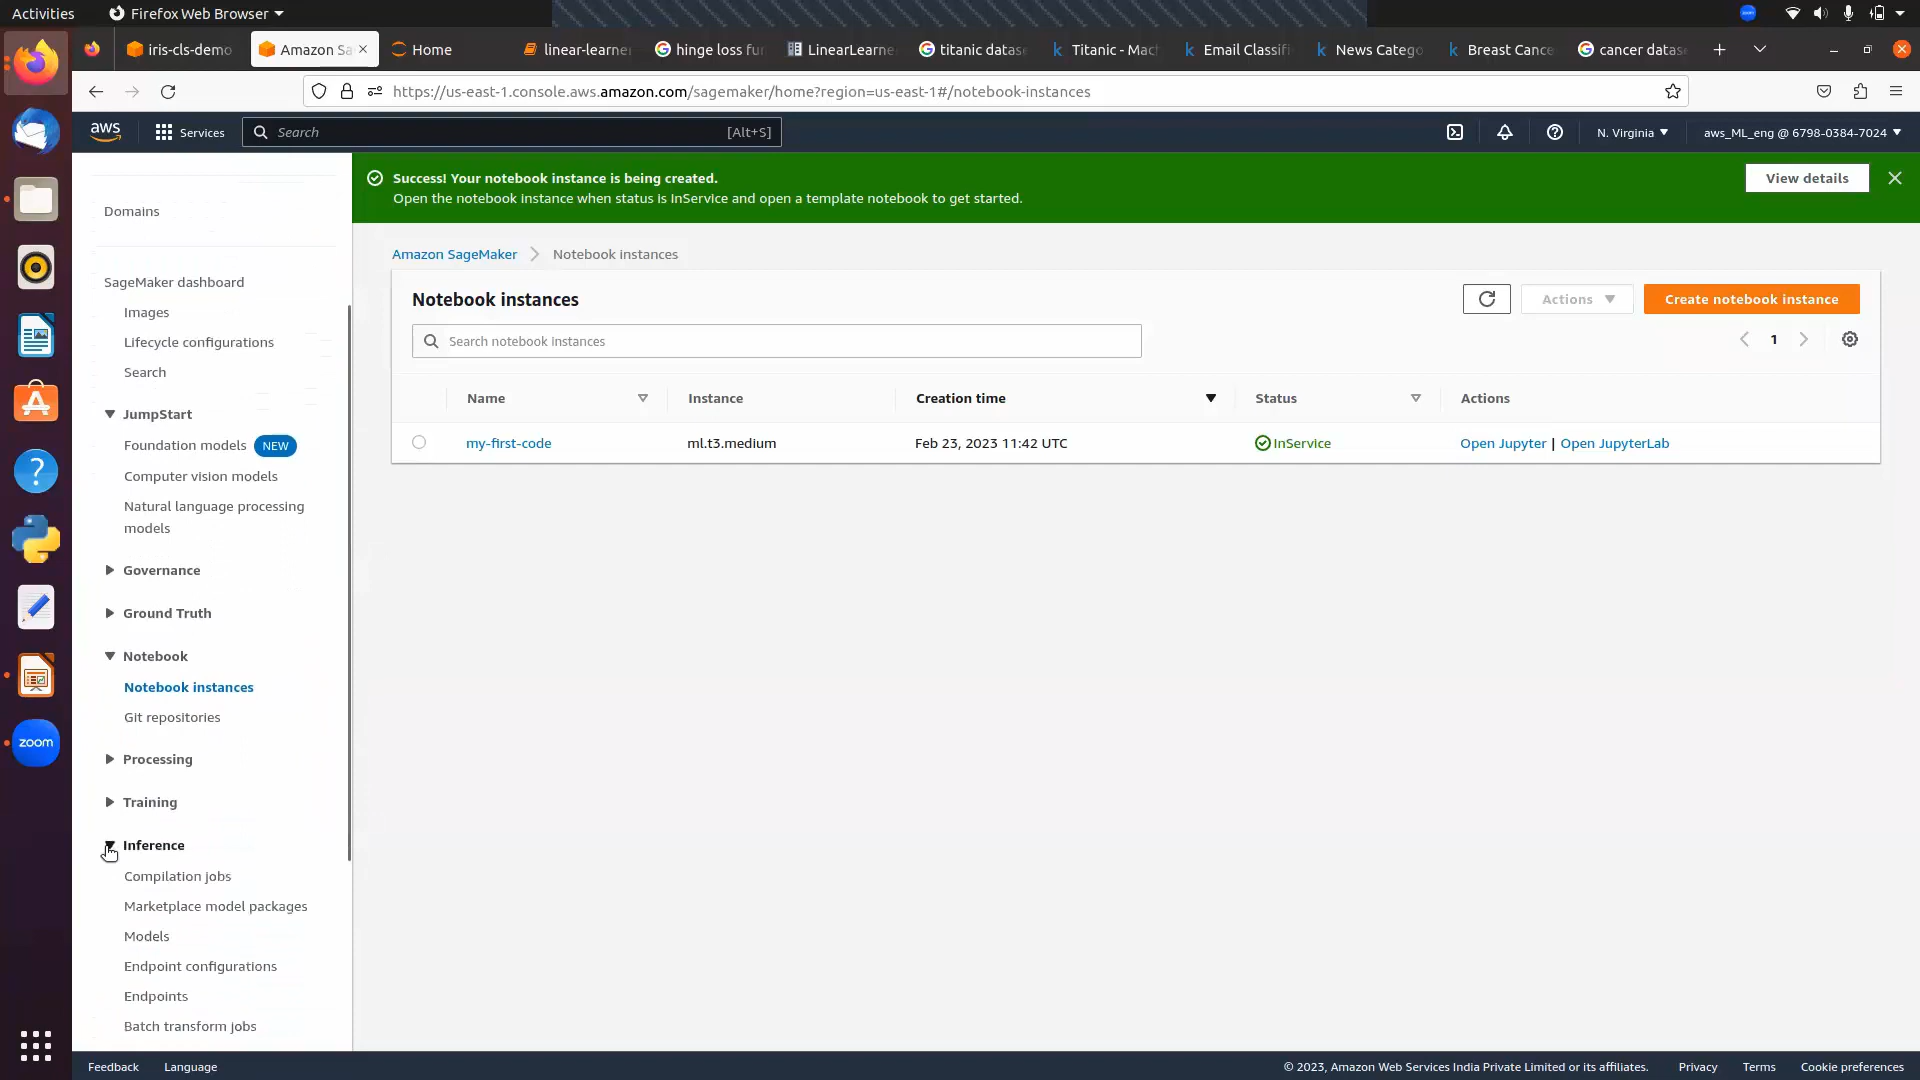 Activities
Firefox Web Browser
iris-cls-demo
Amazon Sa
Home
linear-learne
hinge loss fu
LinearLearne
titanic datas
Titanic - Mac
Email Classifi
News Catego
Breast Cance
cancer datas
https://us-east-1.console.aws.amazon.com/sagemaker/home?region=us-east-1#/notebook-instances
aws
Services
Search
[Alt+S]
N. Virginia
aws_ML_eng @ 6798-0384-7024
Success! Your notebook instance is being created.
Open the notebook instance when status is InService and open a template notebook to get started.
View details
Domains
SageMaker dashboard
Images
Lifecycle configurations
Search
JumpStart
Foundation models NEW
Computer vision models
Natural language processing
models
Governance
Ground Truth
Notebook
Notebook instances
Git repositories
Processing
Training
Inference
Compilation jobs
Marketplace model packages
Models
Endpoint configurations
Endpoints
Batch transform jobs
Amazon SageMaker
Notebook instances
Notebook instances
Actions
Create notebook instance
Search notebook instances
1
Name
Instance
Creation time
Status
Actions
my-first-code
ml.t3.medium
Feb 23, 2023 11:42 UTC
InService
Open Jupyter | Open JupyterLab
zoom
Feedback
Language
© 2023, Amazon Web Services India Private Limited or its affiliates.
Privacy
Terms
Cookie preferences